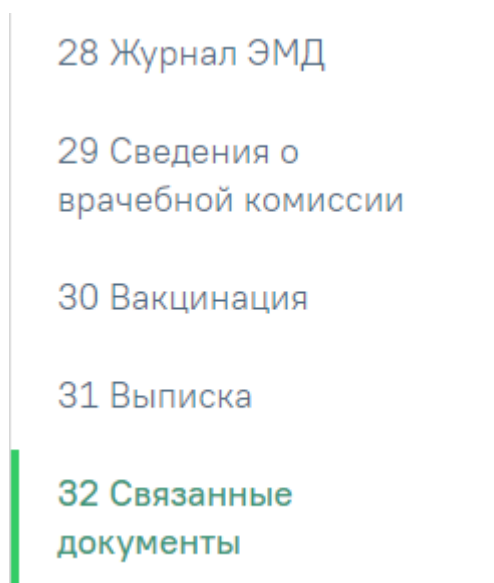 28 Журнал ЭМД
29 Сведения о
врачебной комиссии
30 Вакцинация
31 Выписка
32 Связанные
документы